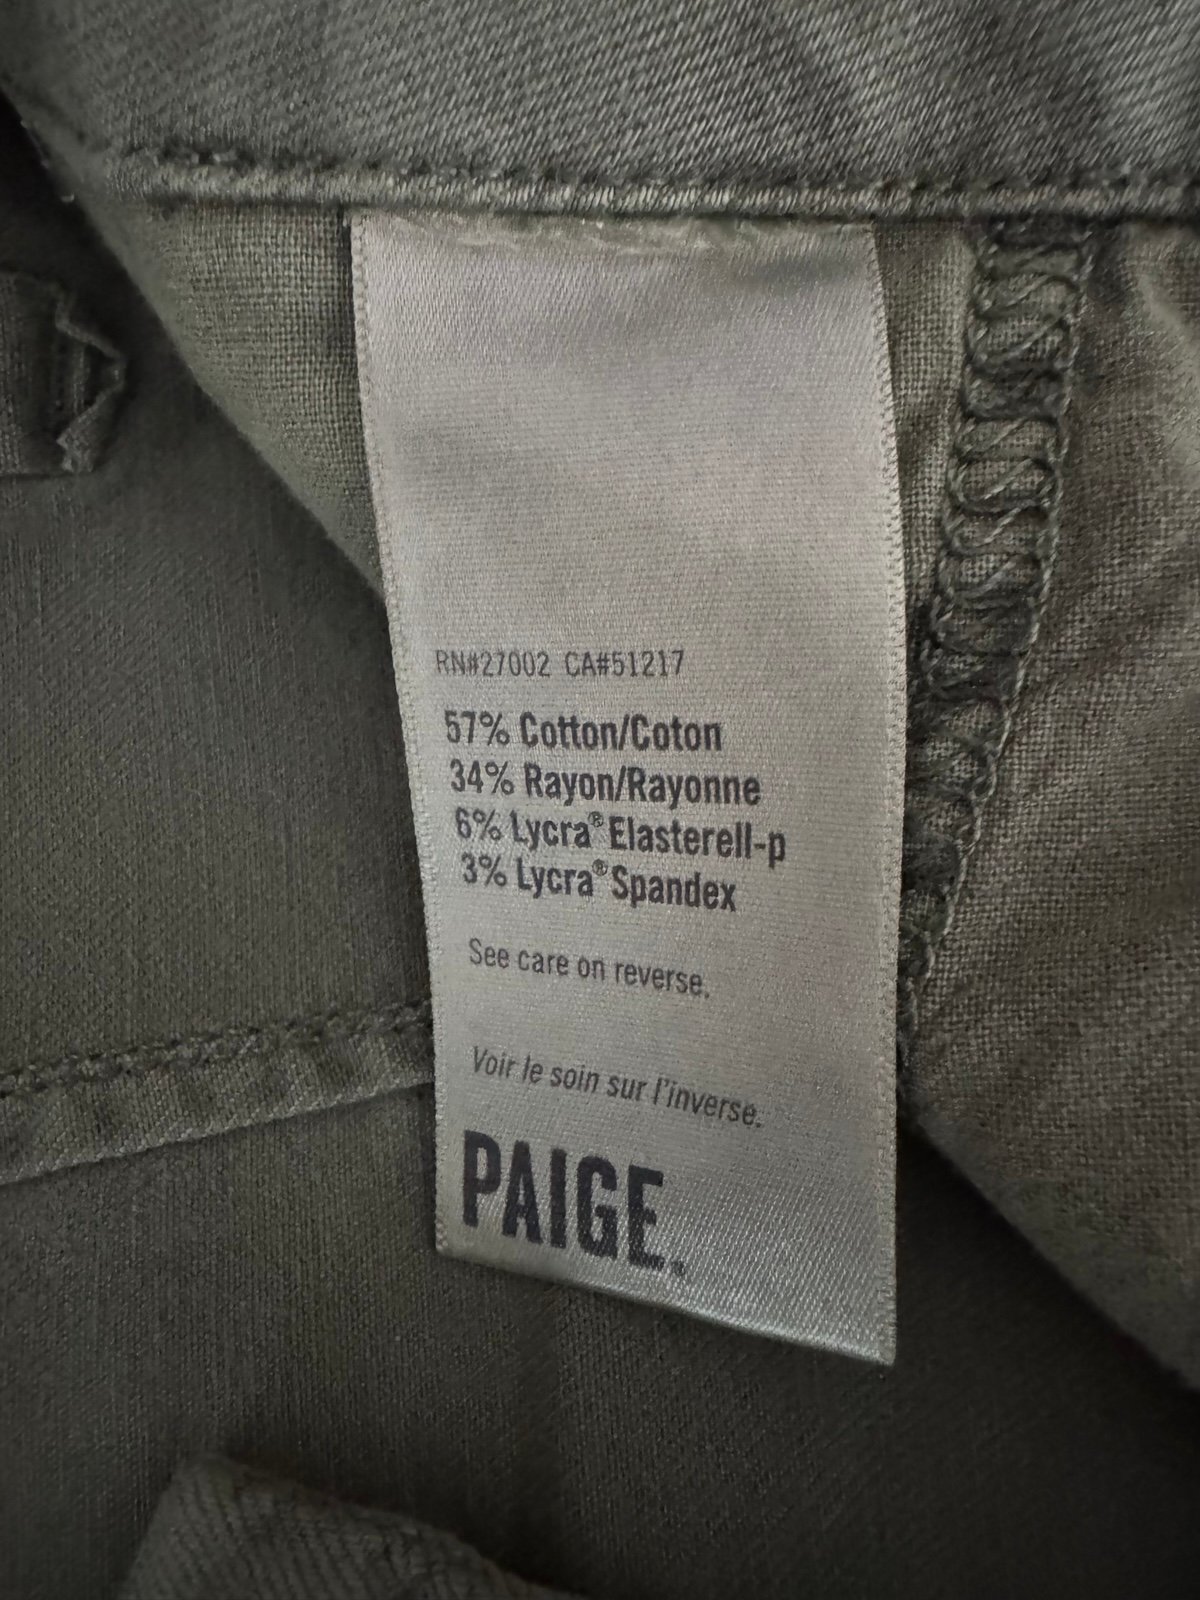 RN#27002 CA#51217
57% Cotton/Coton
34% Rayon/Rayonne
6% Lycra® Elasterell-p
3% Lycra® Spandex
See care on reverse.
Voir le soin sur l'inverse.
PAIGE.